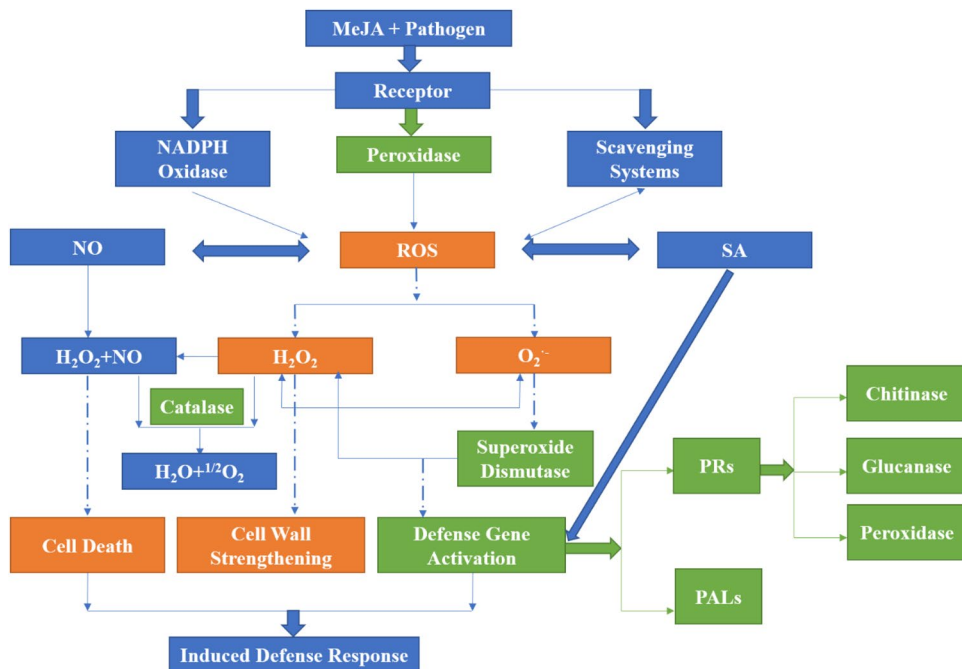 MeJA + Pathogen
Receptor
NADPH
Oxidase
Peroxidase
Scavenging
Systems
NO
ROS
SA
H₂O₂+NO
H₂O₂
O₂·-
Catalase
H₂O+¹/²O₂
Superoxide
Dismutase
PRs
Chitinase
Glucanase
Peroxidase
Cell Death
Cell Wall
Strengthening
Defense Gene
Activation
PALs
Induced Defense Response